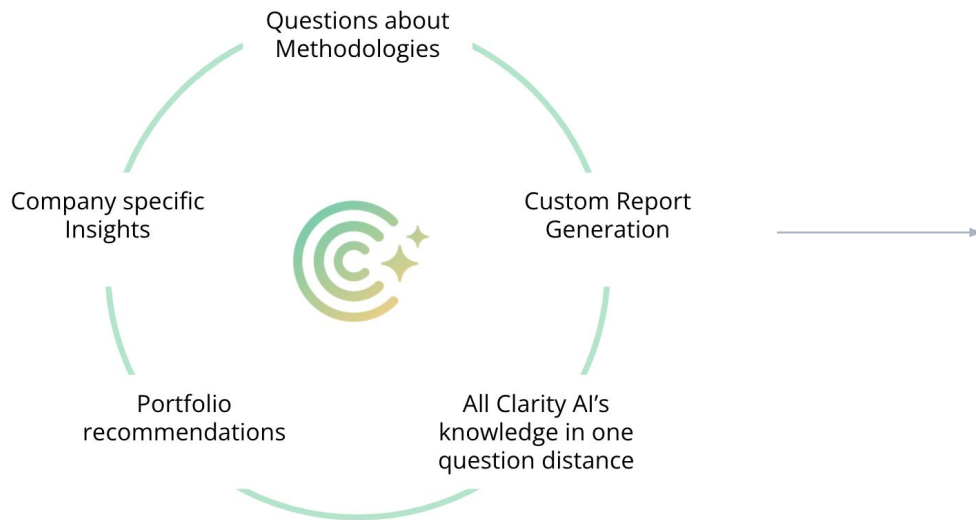 Questions about
Methodologies
Company specific
Insights
Custom Report
Generation
Portfolio
recommendations
All Clarity AI’s
knowledge in one
question distance